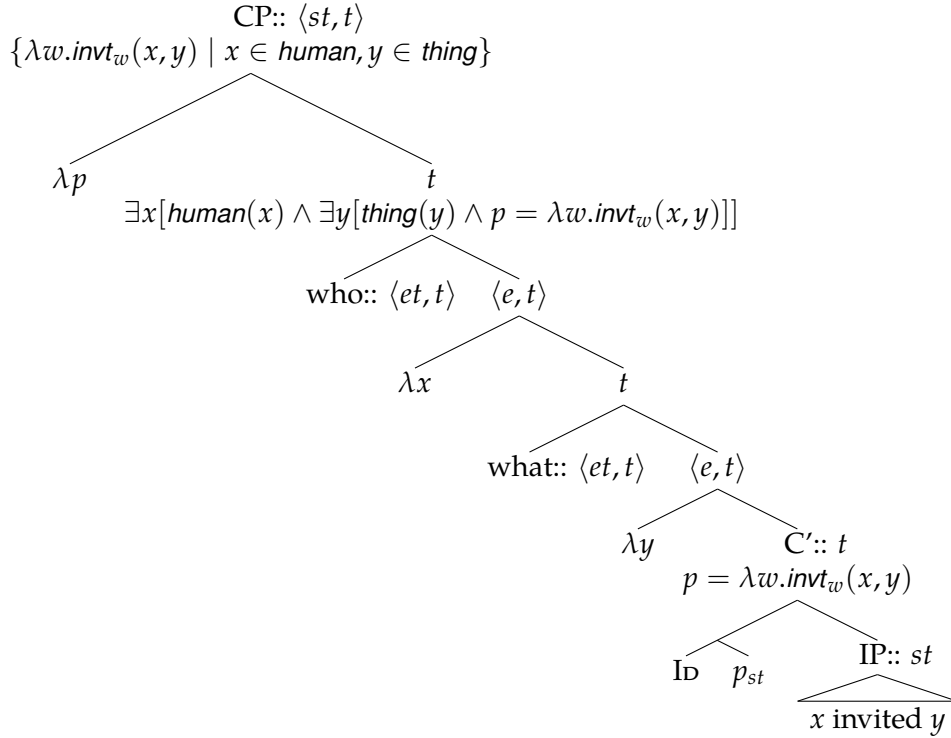 CP:: ⟨st, t⟩
{λw.invt_w(x, y) | x ∈ human, y ∈ thing}
λp t
∃x[human(x) ∧ ∃y[thing(y) ∧ p = λw.invt_w(x, y)]]
who:: ⟨et, t⟩ ⟨e, t⟩
λx t
what:: ⟨et, t⟩ ⟨e, t⟩
λy C':: t
p = λw.invt_w(x, y)
ID p_st IP:: st
x invited y